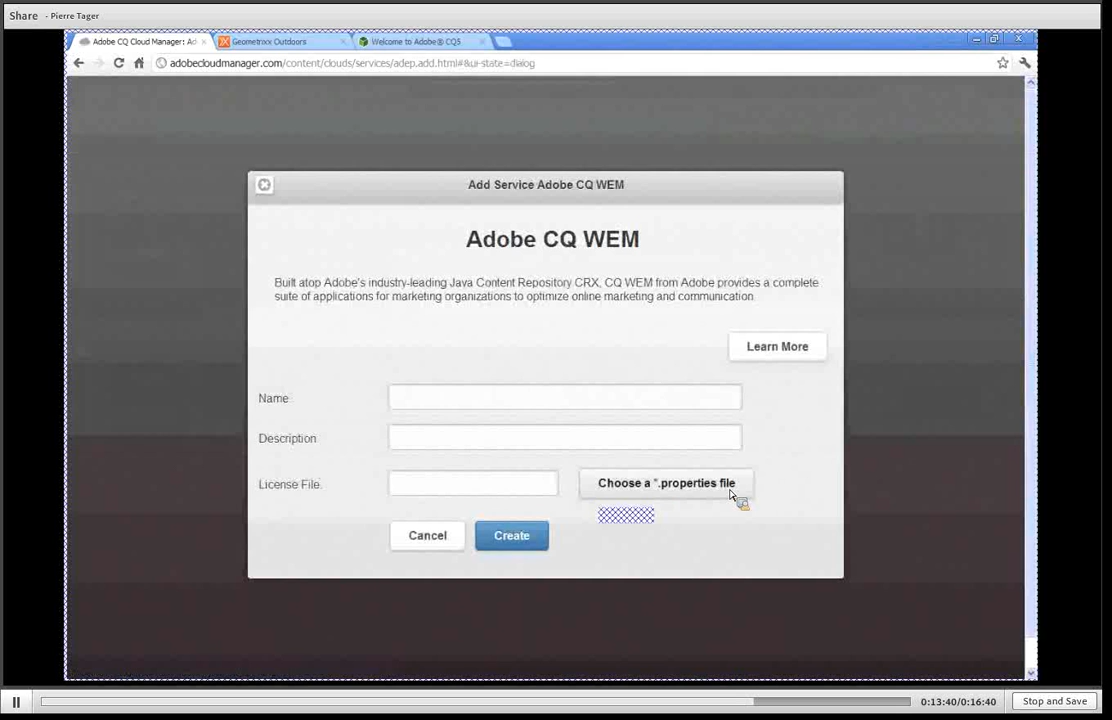 Share - Pierre Tager
Adobe CQ Cloud Manager: Ad
Geometrixx Outdoors
Welcome to Adobe® CQ5
adobecloudmanager.com/content/clouds/services/adep.add.html#&ui-state=dialog
Add Service Adobe CQ WEM
Adobe CQ WEM
Built atop Adobe's industry-leading Java Content Repository CRX, CQ WEM from Adobe provides a complete
suite of applications for marketing organizations to optimize online marketing and communication.
Learn More
Name
Description
License File.
Choose a *.properties file
Cancel
Create
0:13:40/0:16:40
Stop and Save